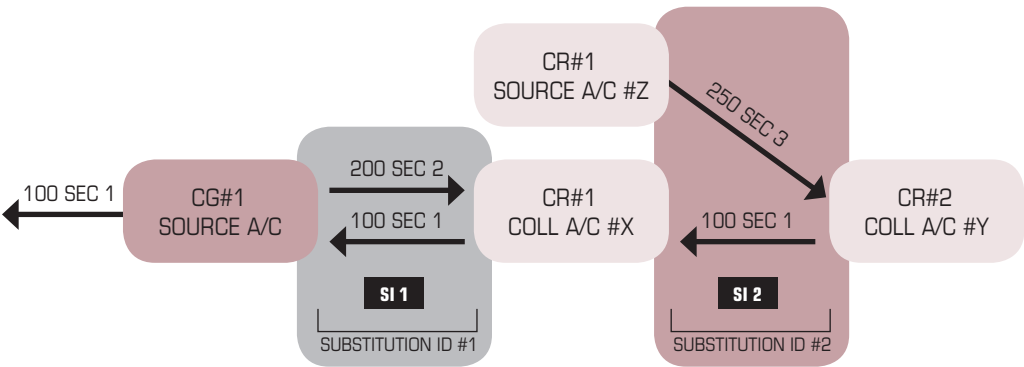 CR#1
SOURCE A/C #Z
250 SEC 3
100 SEC 1
CG#1
SOURCE A/C
200 SEC 2
100 SEC 1
CR#1
COLL A/C #X
100 SEC 1
CR#2
COLL A/C #Y
SI 1
SI 2
SUBSTITUTION ID #1
SUBSTITUTION ID #2